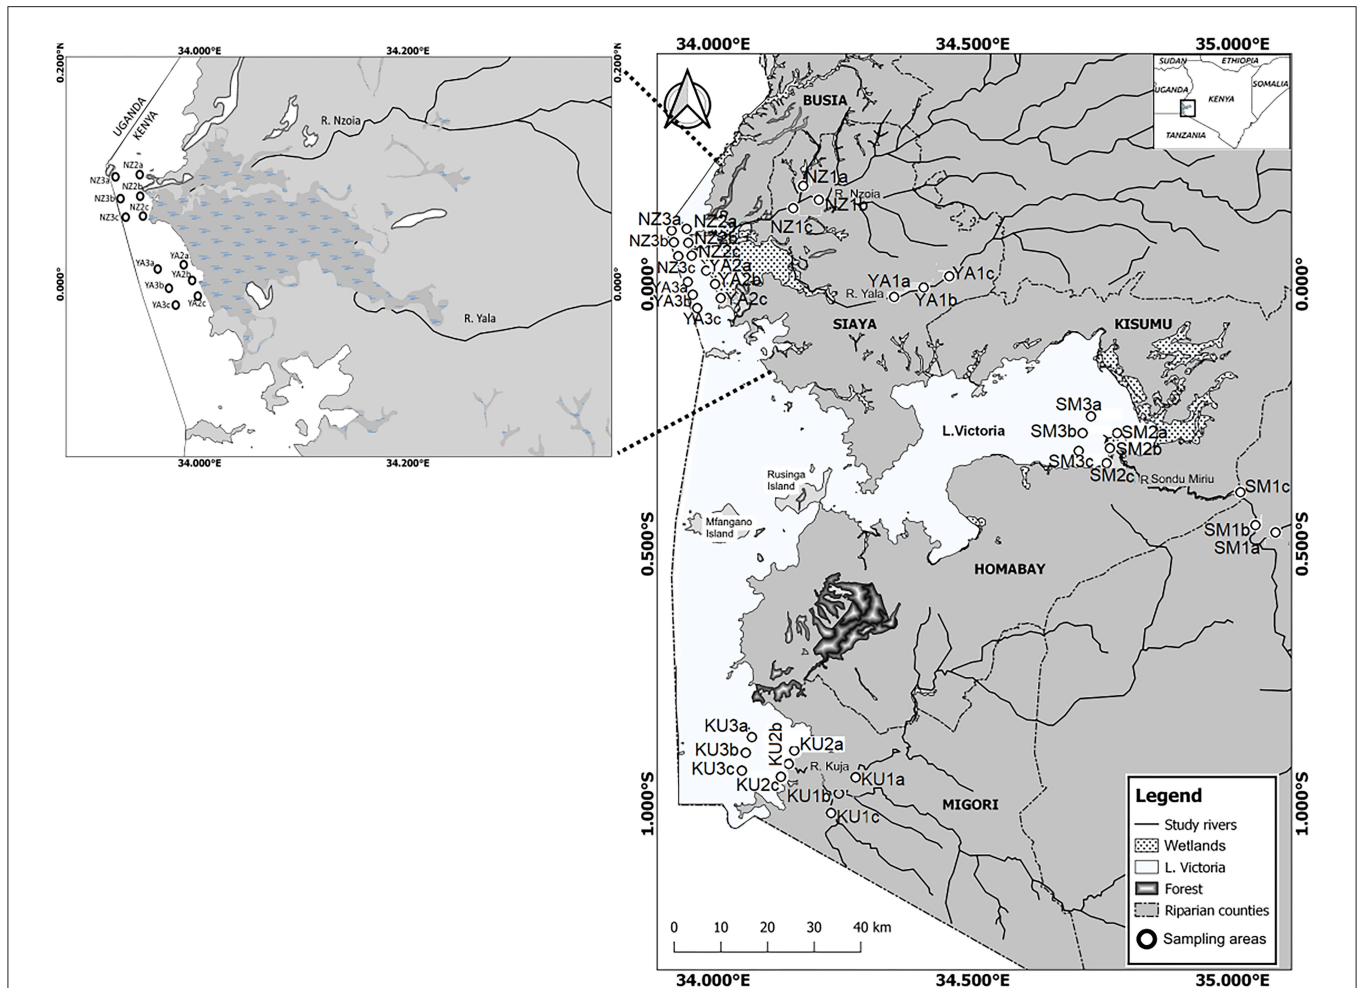 34.000°E
34.200°E
0.200°N
0.200°N
UGANDA
KENYA
R. Nzoia
NZ2a
NZ3a
NZ2b
NZ3b
NZ2c
NZ3c
YA2a
YA3a
YA2b
YA3b
YA2c
YA3c
R. Yala
0.000°E
0.000°E
34.000°E
34.200°E
34.000°E
34.500°E
35.000°E
SUDAN
ETHIOPIA
UGANDA
SOMALIA
KENYA
TANZANIA
BUSIA
NZ1a
R. Nzoia
NZ1b
NZ1c
NZ3a
NZ2a
NZ3b
NZ2b
NZ2c
NZ3c
YA2a
YA2b
YA3a
YA2c
YA3b
YA3c
YA1a
YA1c
YA1b
R. Yala
0.000°E
0.000°E
SIAYA
KISUMU
SM3a
L.Victoria
SM3b
SM2a
SM2b
SM3c
SM2c
R Sondu Miriu
SM1c
SM1b
SM1a
Rusinga
Island
Mfangano
Island
0.500°S
0.500°S
HOMABAY
KU3a
KU2b
KU2a
KU3b
KU3c
R. Kuja
KU2c
KU1a
KU1b
KU1c
MIGORI
1.000°S
1.000°S
Legend
Study rivers
Wetlands
L. Victoria
Forest
Riparian counties
Sampling areas
0 10 20 30 40 km
34.000°E
34.500°E
35.000°E